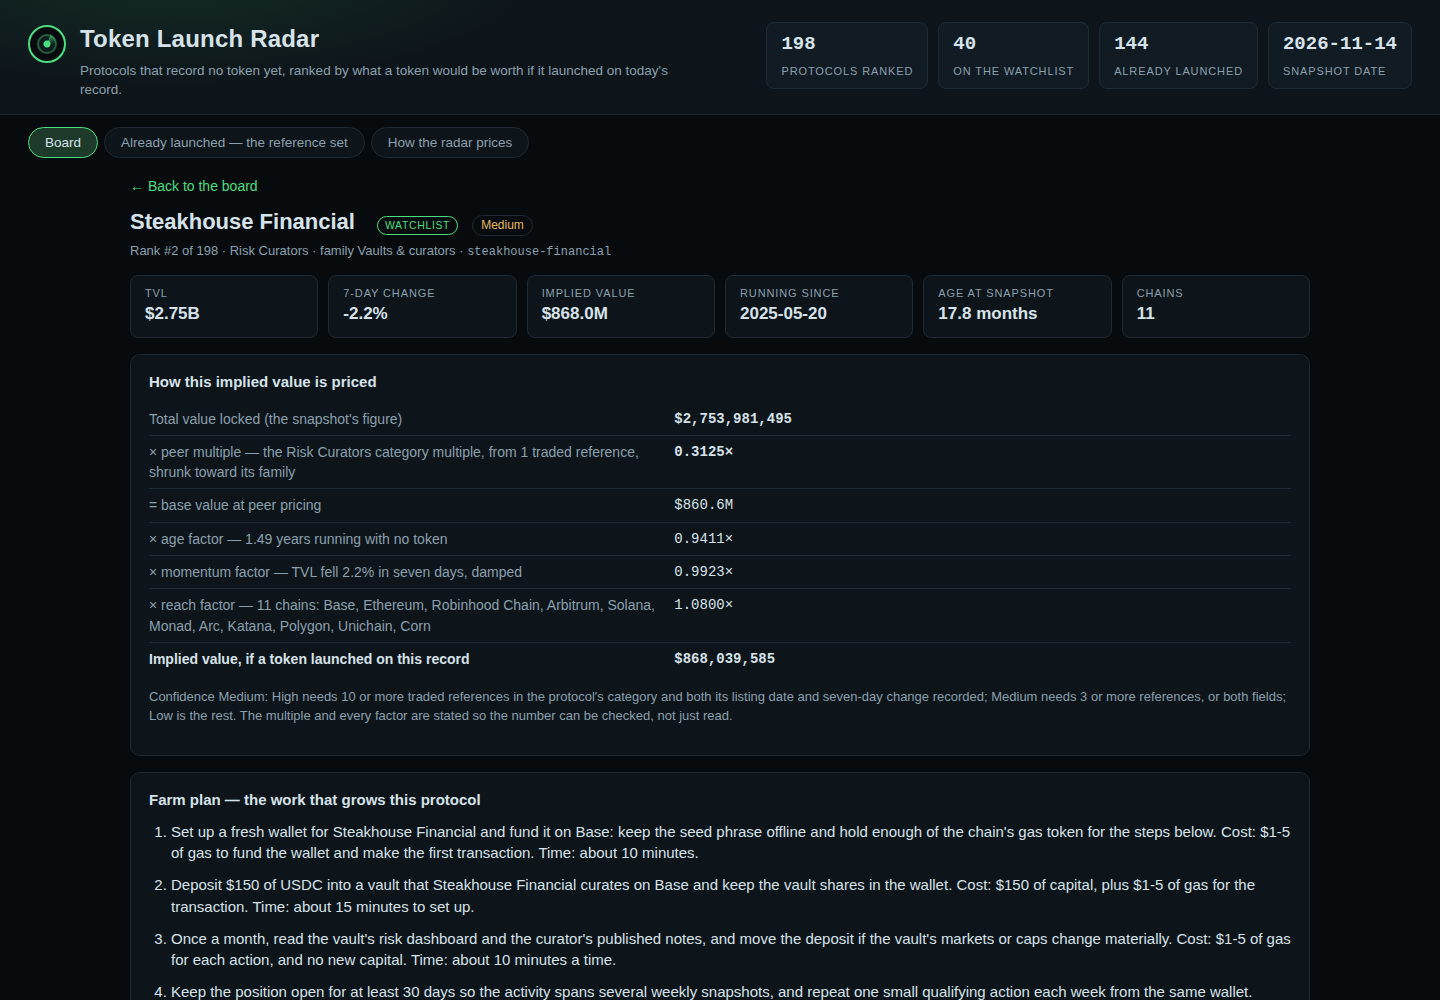 Token Launch Radar
Protocols that record no token yet, ranked by what a token would be worth if it launched on today's
record.
198
PROTOCOLS RANKED
40
ON THE WATCHLIST
144
ALREADY LAUNCHED
2026-11-14
SNAPSHOT DATE
Board
Already launched — the reference set
How the radar prices
← Back to the board
Steakhouse Financial
WATCHLIST
Medium
Rank #2 of 198 · Risk Curators · family Vaults & curators · steakhouse-financial
TVL
$2.75B
7-DAY CHANGE
-2.2%
IMPLIED VALUE
$868.0M
RUNNING SINCE
2025-05-20
AGE AT SNAPSHOT
17.8 months
CHAINS
11
How this implied value is priced
Total value locked (the snapshot's figure) $2,753,981,495
× peer multiple — the Risk Curators category multiple, from 1 traded reference, 0.3125×
shrunk toward its family
= base value at peer pricing $860.6M
× age factor — 1.49 years running with no token 0.9411×
× momentum factor — TVL fell 2.2% in seven days, damped 0.9923×
× reach factor — 11 chains: Base, Ethereum, Robinhood Chain, Arbitrum, Solana, 1.0800×
Monad, Arc, Katana, Polygon, Unichain, Corn
Implied value, if a token launched on this record $868,039,585
Confidence Medium: High needs 10 or more traded references in the protocol's category and both its listing date and seven-day change recorded; Medium needs 3 or more references, or both fields;
Low is the rest. The multiple and every factor are stated so the number can be checked, not just read.
Farm plan — the work that grows this protocol
1. Set up a fresh wallet for Steakhouse Financial and fund it on Base: keep the seed phrase offline and hold enough of the chain's gas token for the steps below. Cost: $1-5
of gas to fund the wallet and make the first transaction. Time: about 10 minutes.
2. Deposit $150 of USDC into a vault that Steakhouse Financial curates on Base and keep the vault shares in the wallet. Cost: $150 of capital, plus $1-5 of gas for the
transaction. Time: about 15 minutes to set up.
3. Once a month, read the vault's risk dashboard and the curator's published notes, and move the deposit if the vault's markets or caps change materially. Cost: $1-5 of gas
for each action, and no new capital. Time: about 10 minutes a time.
4. Keep the position open for at least 30 days so the activity spans several weekly snapshots, and repeat one small qualifying action each week from the same wallet.